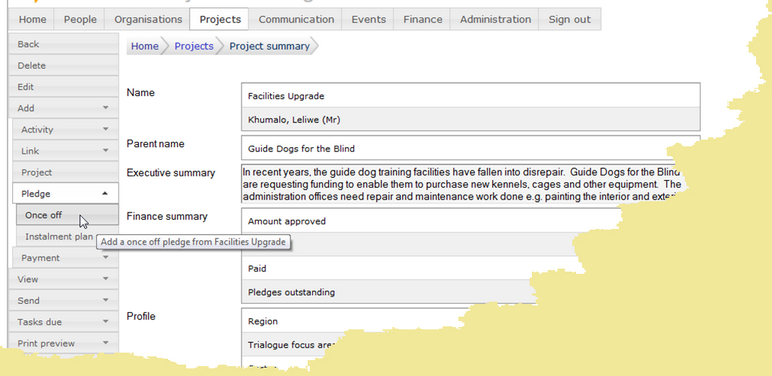 Home People Organisations Projects Communication Events Finance Administration Sign out
Back
Delete
Edit
Add
Activity
Link
Project
Pledge
Once off
Instalment plan
Add a once off pledge from Facilities Upgrade
Payment
View
Send
Tasks due
Print preview
Home Projects Project summary
Name
Facilities Upgrade
Khumalo, Leliwe (Mr)
Parent name
Guide Dogs for the Blind
Executive summary
In recent years, the guide dog training facilities have fallen into disrepair. Guide Dogs for the Blind
are requesting funding to enable them to purchase new kennels, cages and other equipment. The
administration offices need repair and maintenance work done e.g. painting the interior and
Finance summary
Amount approved
Paid
Pledges outstanding
Profile
Region
Trialogue focus